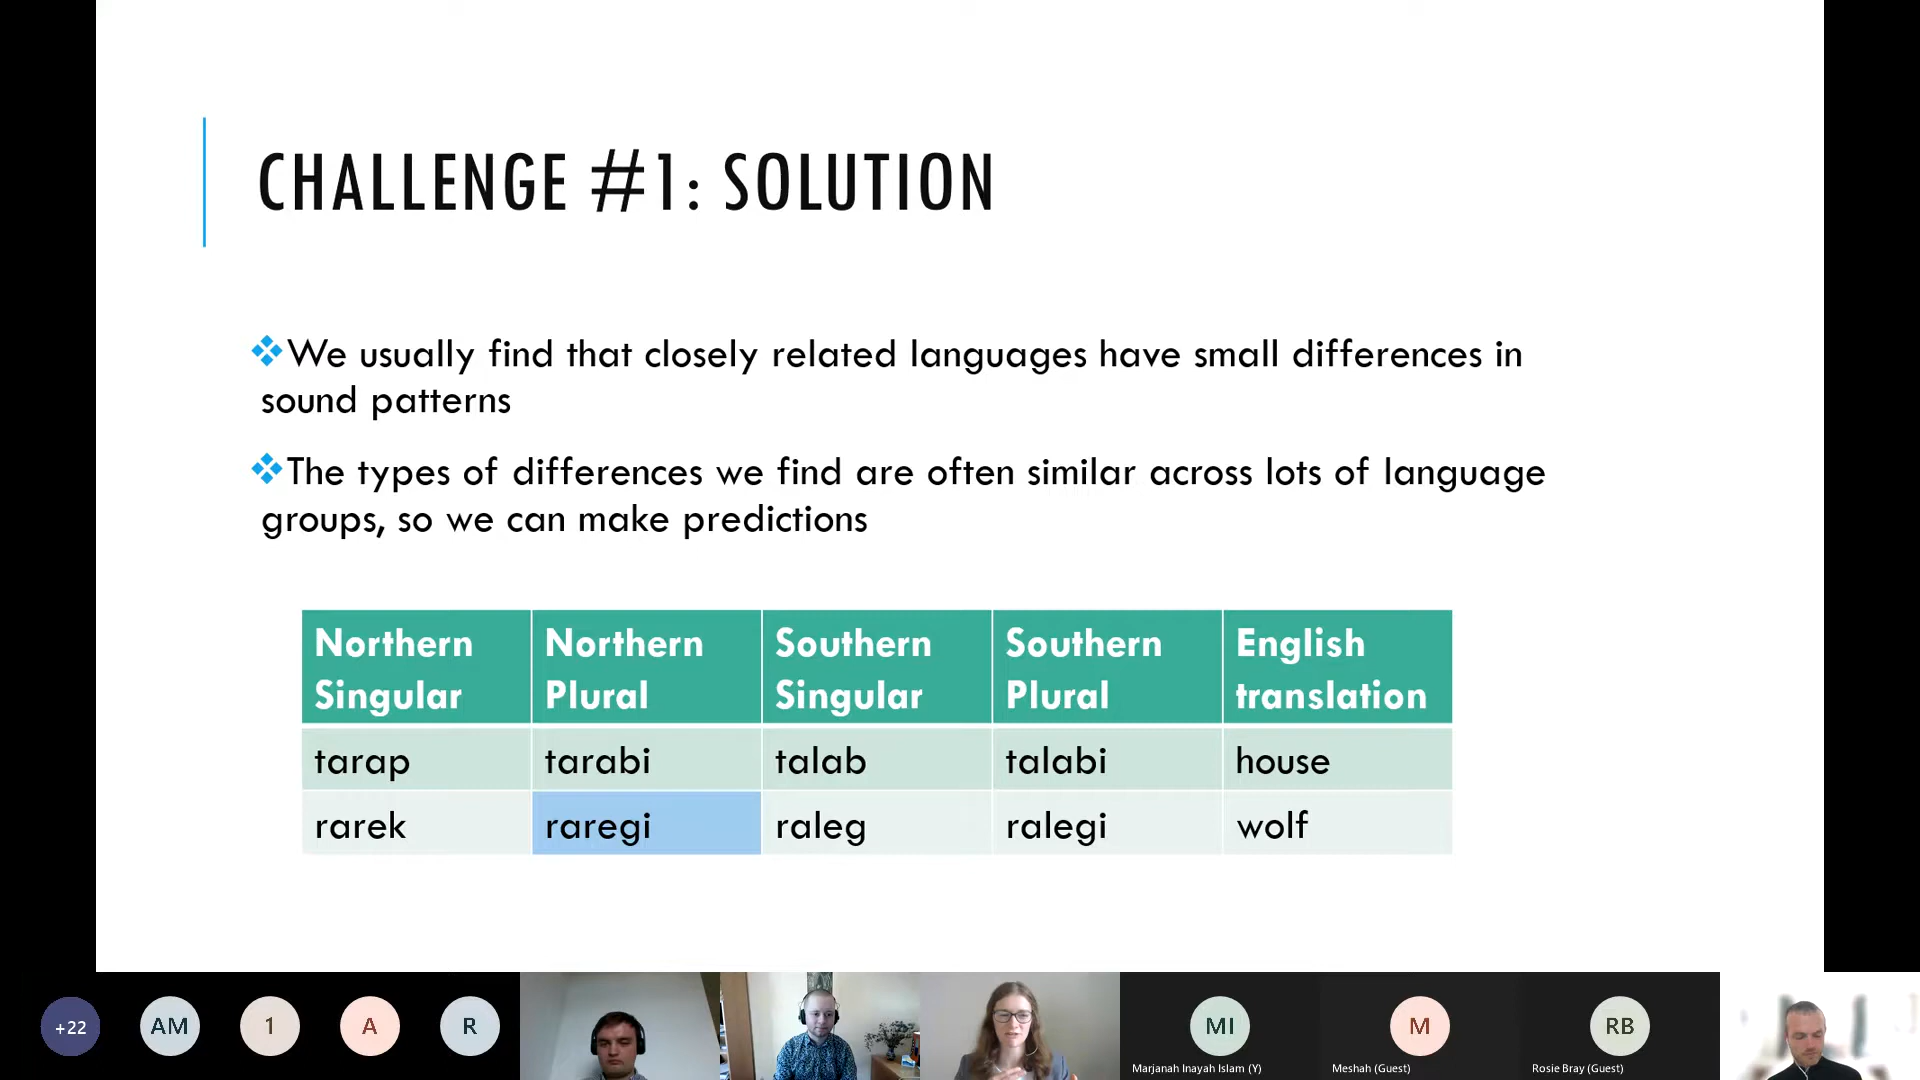 CHALLENGE #1: SOLUTION
❖We usually find that closely related languages have small differences in
sound patterns
❖The types of differences we find are often similar across lots of language
groups, so we can make predictions
Northern Singular Northern Plural Southern Singular Southern Plural English translation
tarap tarabi talab talabi house
rarek raregi raleg ralegi wolf
+22 AM 1 A R MI M RB
Marjanah Inayah Islam (Y) Meshah (Guest) Rosie Bray (Guest)